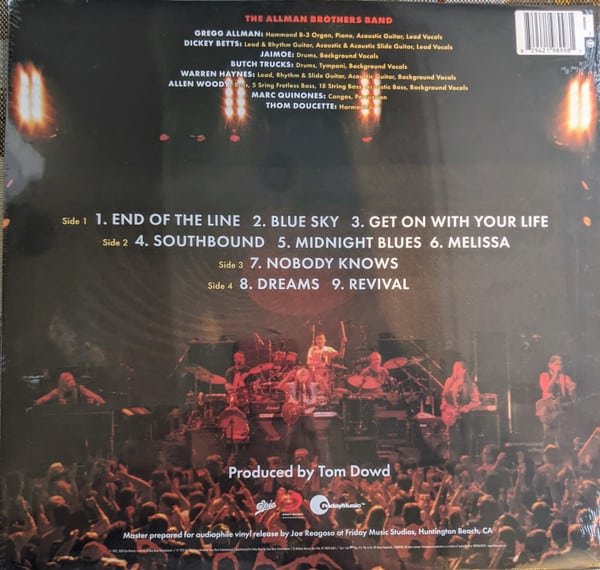 THE ALLMAN BROTHERS BAND
GREGG ALLMAN: Hammond B-3 Organ, Piano, Acoustic Guitar, Lead Vocals
DICKEY BETTS: Lead & Rhythm Guitar, Acoustic & Acoustic Slide Guitar, Lead Vocals
JAIMOE: Drums, Background Vocals
BUTCH TRUCKS: Drums, Tympani, Background Vocals
WARREN HAYNES: Lead, Rhythm & Slide Guitar, Acoustic Guitar, Background Vocals
ALLEN WOODY: 5 String Fretless Bass, 18 String Bass, Acoustic Bass, Background Vocals
MARC QUINONES: Congas,
THOM DOUCETTE:
8 29421 98998
Side 1 1. END OF THE LINE 2. BLUE SKY 3. GET ON WITH YOUR LIFE
Side 2 4. SOUTHBOUND 5. MIDNIGHT BLUES 6. MELISSA
Side 3 7. NOBODY KNOWS
Side 4 8. DREAMS 9. REVIVAL
Produced by Tom Dowd
Epic FridayMusic
Master prepared for audiophile vinyl release by Joe Reagoso at Friday Music Studios, Huntington Beach, CA